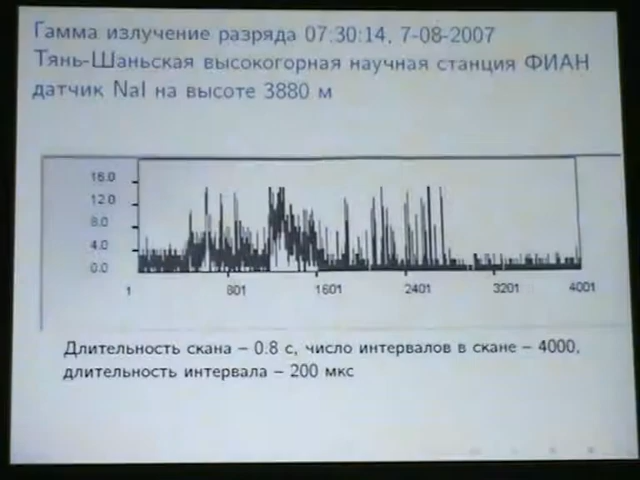 Гамма излучение разряда 07:30:14, 7-08-2007
Тянь-Шаньская высокогорная научная станция ФИАН
датчик NaI на высоте 3880 м
16.0
12.0
8.0
4.0
0.0
1 801 1601 2401 3201 4001
Длительность скана – 0.8 с, число интервалов в скане – 4000,
длительность интервала – 200 мкс